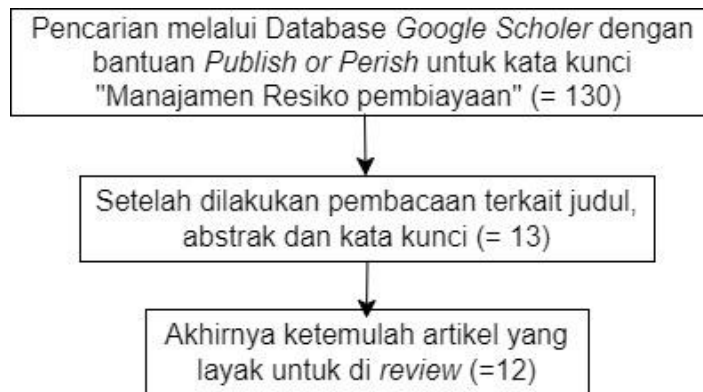 Pencarian melalui Database Google Scholer dengan
bantuan Publish or Perish untuk kata kunci
"Manajamen Resiko pembiayaan" (= 130)
Setelah dilakukan pembacaan terkait judul,
abstrak dan kata kunci (= 13)
Akhirnya ketemulah artikel yang
layak untuk di review (=12)